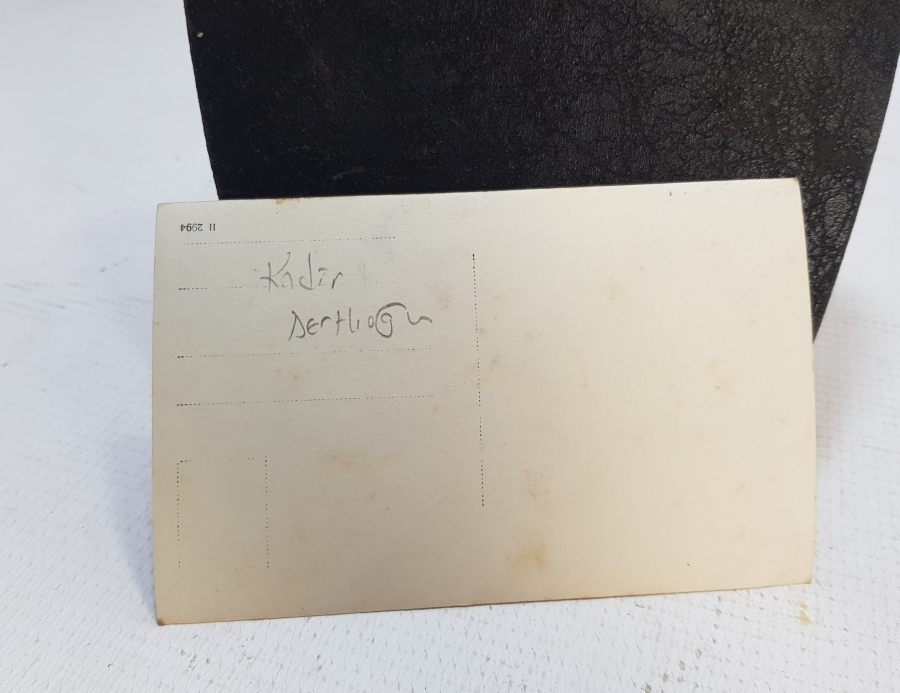 II 2994
Kadir
Dertlioğlu